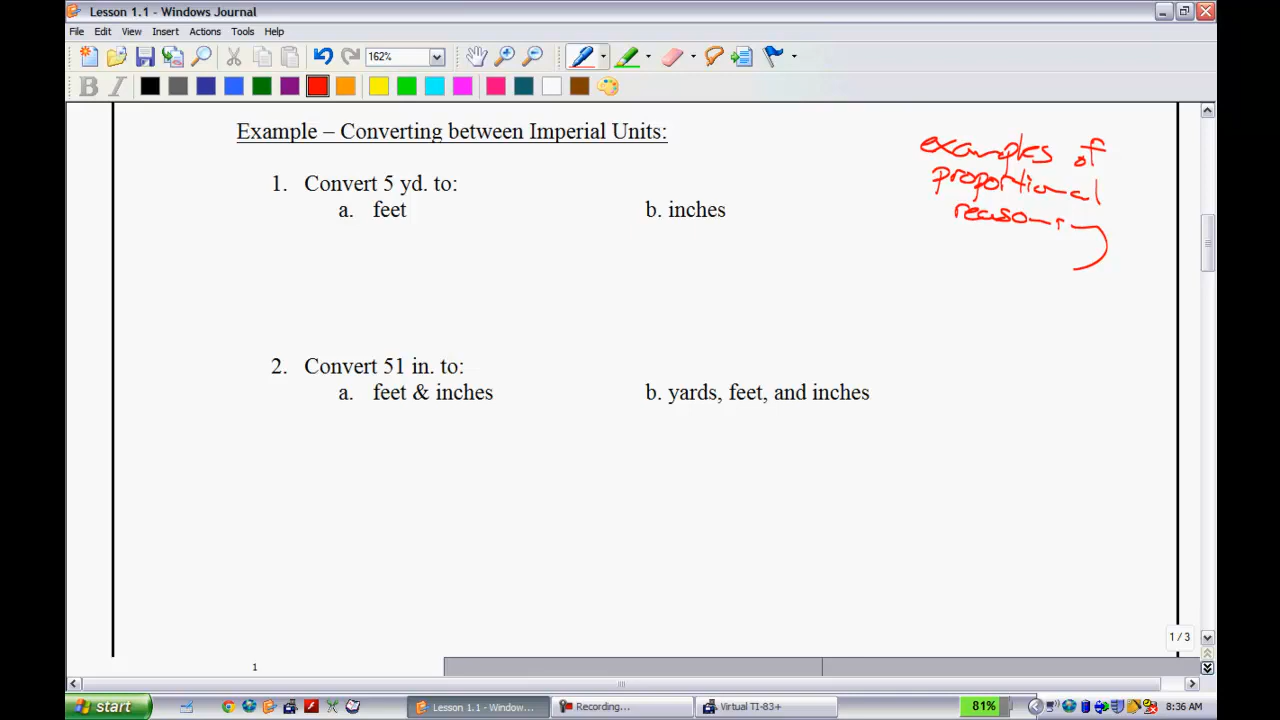 Lesson 1.1 - Windows Journal
File Edit View Insert Actions Tools Help
162%
B I
Example – Converting between Imperial Units:
examples of
proportional
reasoning
1. Convert 5 yd. to:
a. feet b. inches
2. Convert 51 in. to:
a. feet & inches b. yards, feet, and inches
1 / 3
1
start Lesson 1.1 - Window... Recording... Virtual TI-83+ 81% 8:36 AM